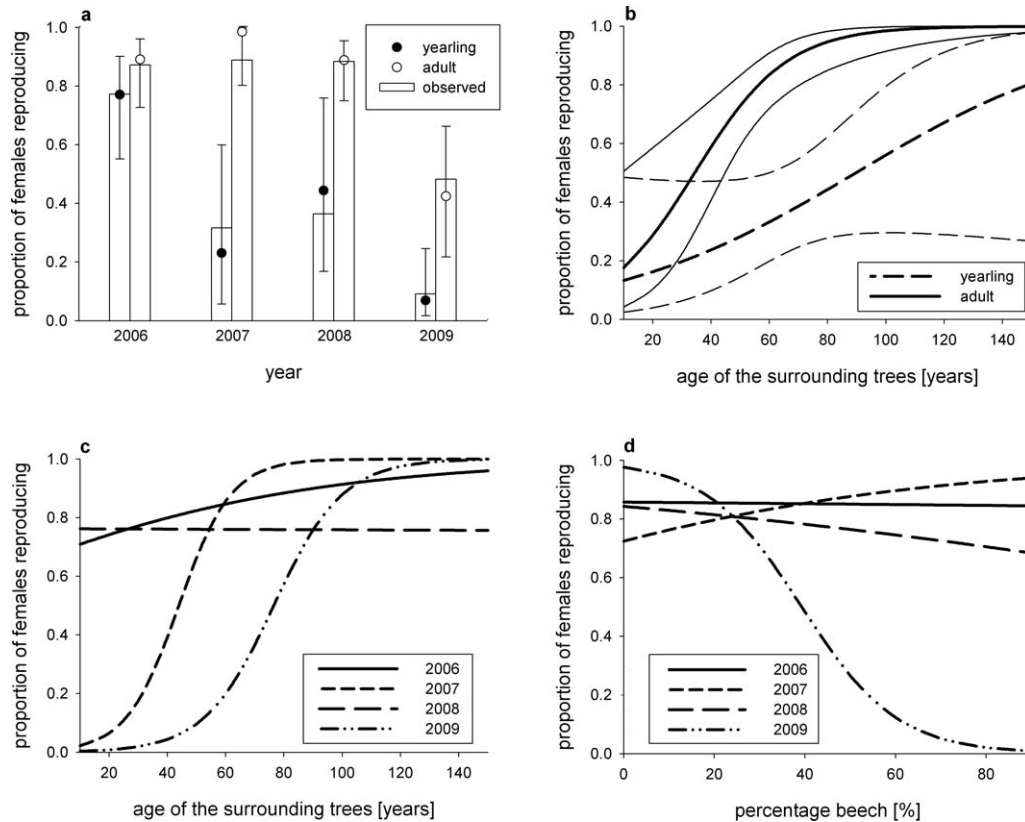 a
proportion of females reproducing
1.0
0.8
0.6
0.4
0.2
0.0
yearling
adult
observed
2006 2007 2008 2009
year
b
proportion of females reproducing
1.0
0.8
0.6
0.4
0.2
0.0
yearling
adult
20 40 60 80 100 120 140
age of the surrounding trees [years]
c
proportion of females reproducing
1.0
0.8
0.6
0.4
0.2
0.0
2006
2007
2008
2009
20 40 60 80 100 120 140
age of the surrounding trees [years]
d
proportion of females reproducing
1.0
0.8
0.6
0.4
0.2
0.0
2006
2007
2008
2009
0 20 40 60 80
percentage beech [%]